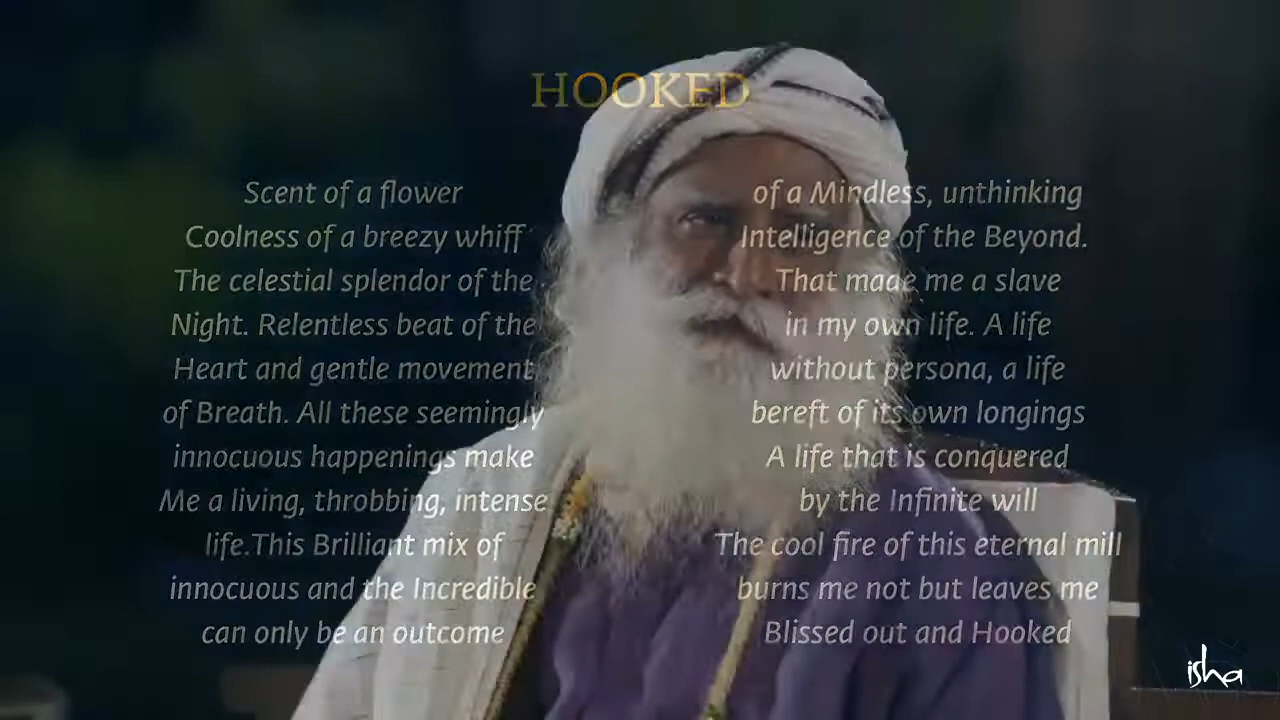 HOOKED
Scent of a flower
Coolness of a breezy whiff
The celestial splendor of the
Night. Relentless beat of the
Heart and gentle movement
of Breath. All these seemingly
innocuous happenings make
Me a living, throbbing, intense
life.This Brilliant mix of
innocuous and the Incredible
can only be an outcome
of a Mindless, unthinking
Intelligence of the Beyond.
That made me a slave
in my own life. A life
without persona, a life
bereft of its own longings
A life that is conquered
by the Infinite will
The cool fire of this eternal mill
burns me not but leaves me
Blissed out and Hooked
isha